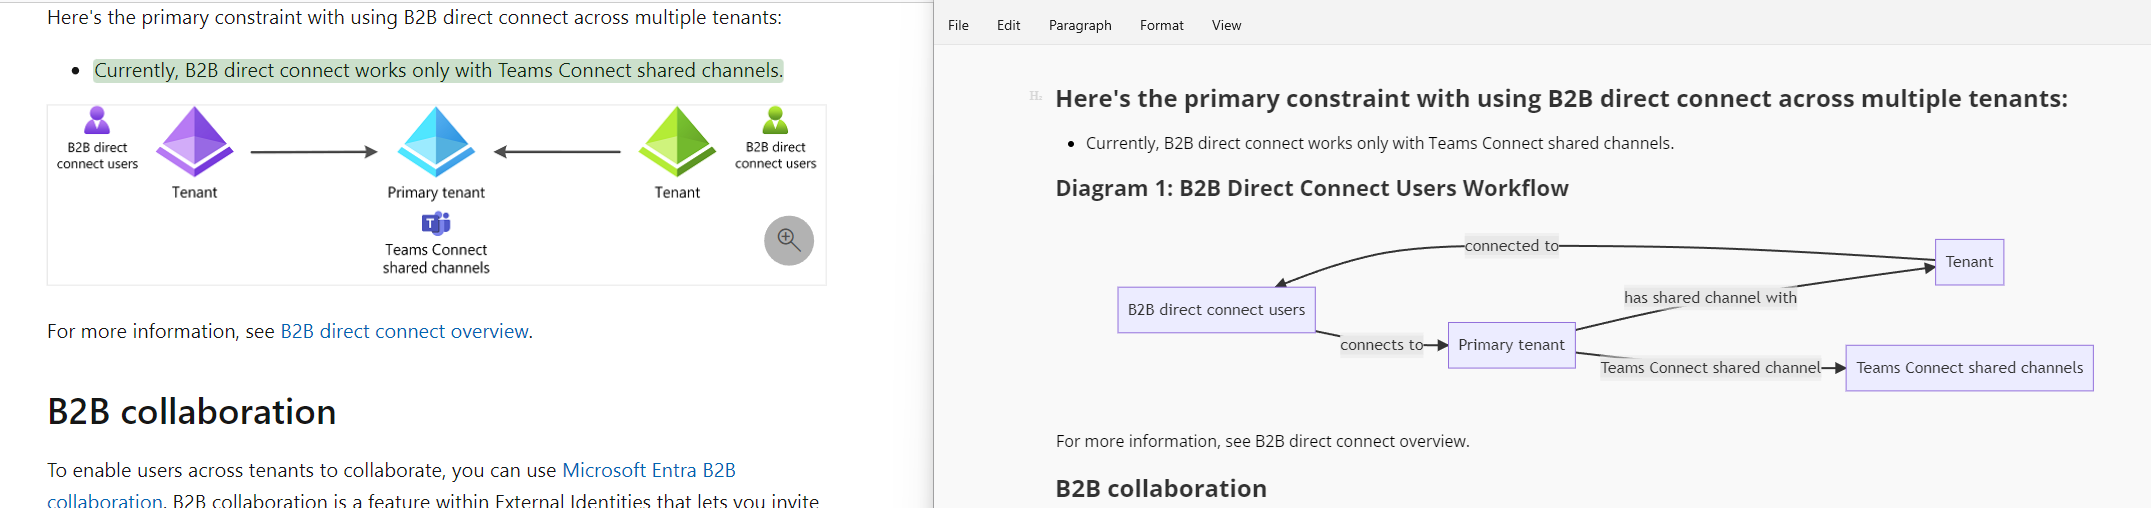 Here's the primary constraint with using B2B direct connect across multiple tenants:
• Currently, B2B direct connect works only with Teams Connect shared channels.
B2B direct
connect users
Tenant
Primary tenant
Teams Connect
shared channels
Tenant
B2B direct
connect users
For more information, see B2B direct connect overview.
B2B collaboration
To enable users across tenants to collaborate, you can use Microsoft Entra B2B
collaboration. B2B collaboration is a feature within External Identities that lets you invite
File Edit Paragraph Format View
H₂
Here's the primary constraint with using B2B direct connect across multiple tenants:
• Currently, B2B direct connect works only with Teams Connect shared channels.
Diagram 1: B2B Direct Connect Users Workflow
connected to
Tenant
has shared channel with
B2B direct connect users
connects to
Primary tenant
Teams Connect shared channel
Teams Connect shared channels
For more information, see B2B direct connect overview.
B2B collaboration